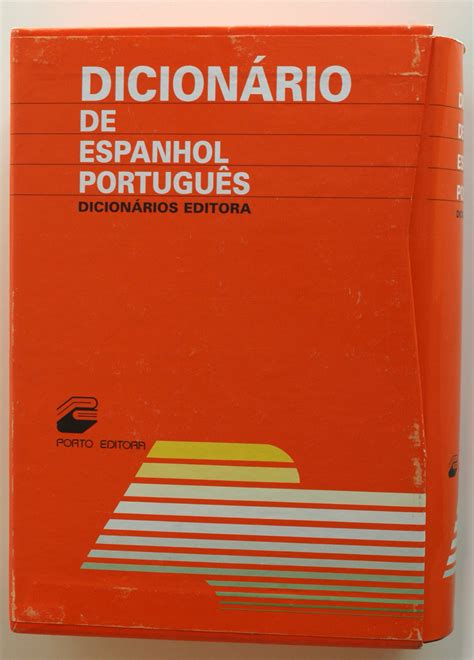 DICIONÁRIO
DE
ESPANHOL
PORTUGUÊS
DICIONÁRIOS EDITORA
PORTO EDITORA